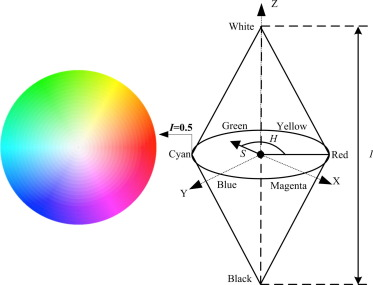 Z
White
I=0.5
Green Yellow
H
Cyan S Red I
Y Blue Magenta X
Black